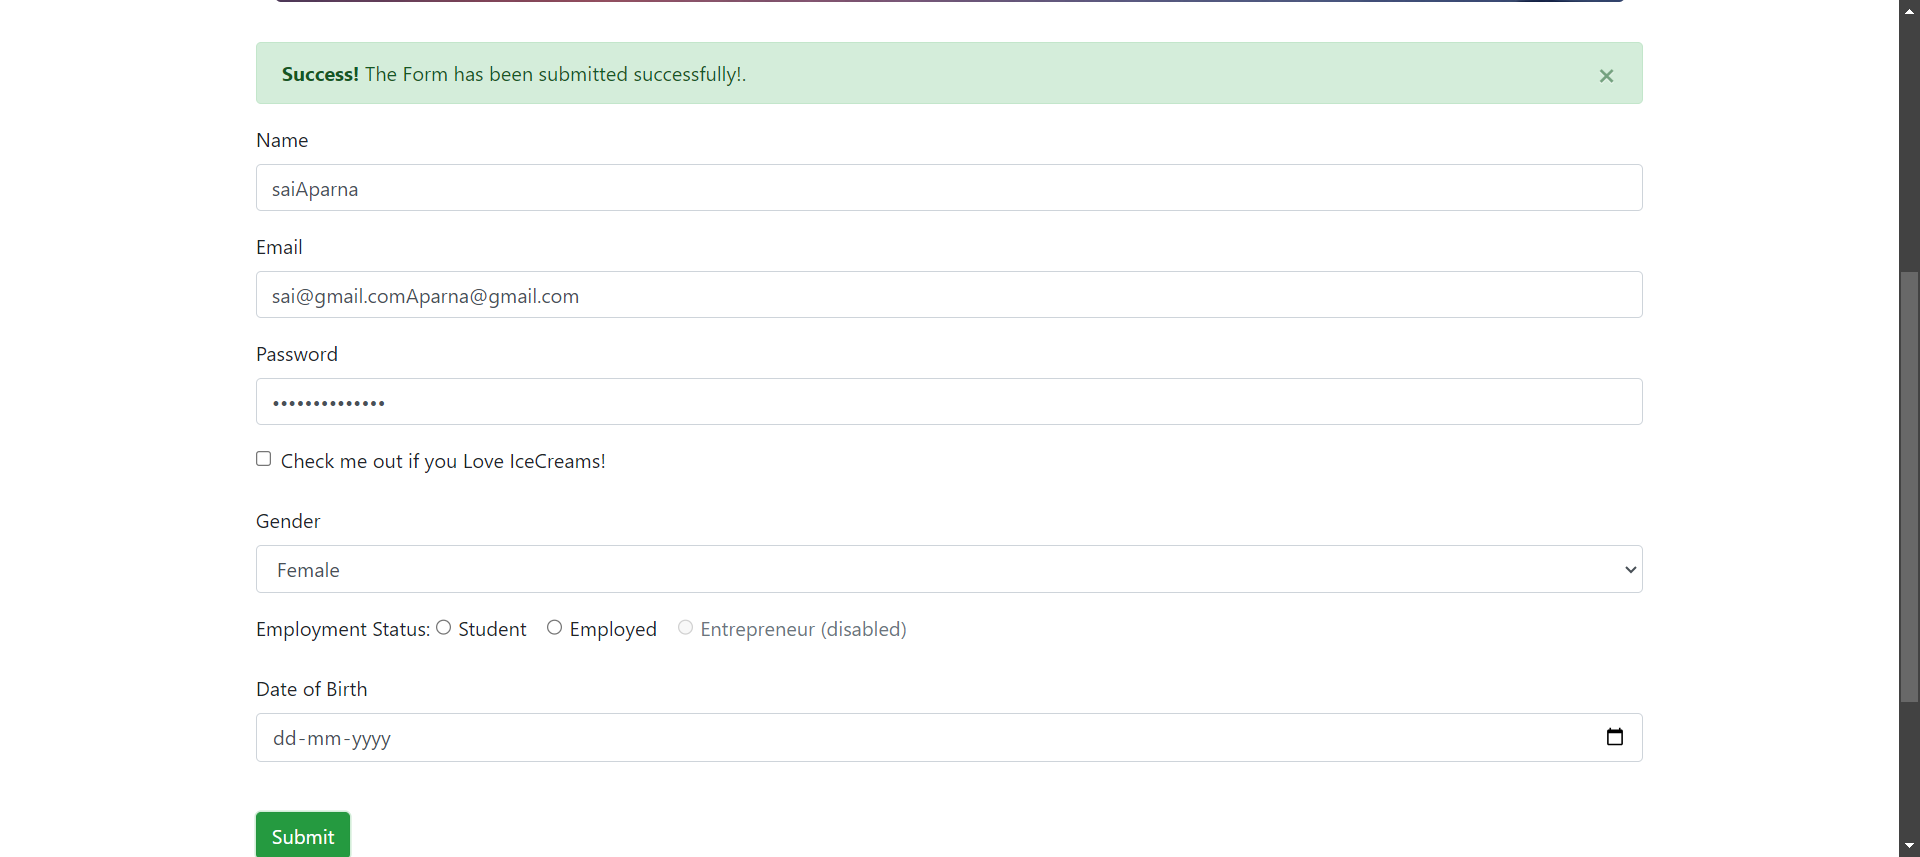 Success! The Form has been submitted successfully!.
×
Name
saiAparna
Email
sai@gmail.comAparna@gmail.com
Password
••••••••••••••
Check me out if you Love IceCreams!
Gender
Female
Employment Status: Student Employed Entrepreneur (disabled)
Date of Birth
dd-mm-yyyy
Submit